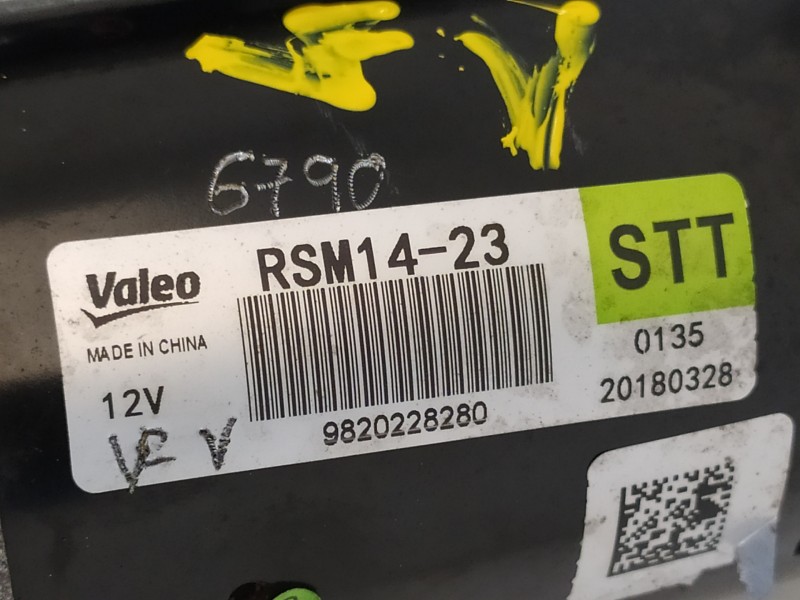 6790
RSM14-23
STT
Valeo
MADE IN CHINA
0135
12V
20180328
9820228280
V